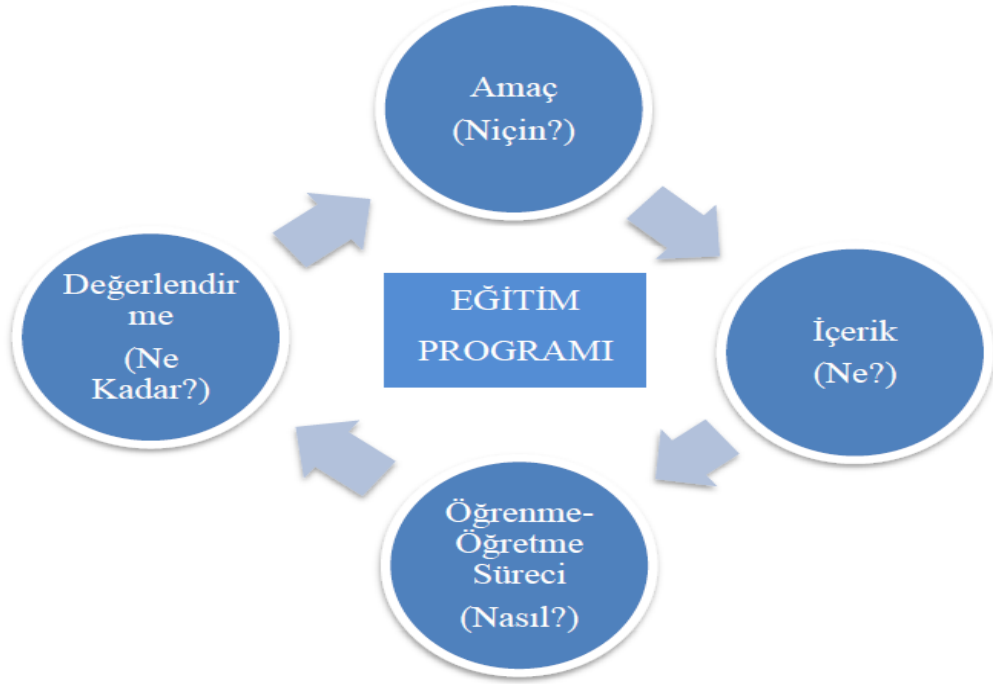 Amaç
(Niçin?)
EĞİTİM
PROGRAMI
İçerik
(Ne?)
Öğrenme-
Öğretme
Süreci
(Nasıl?)
Değerlendir
me
(Ne
Kadar?)